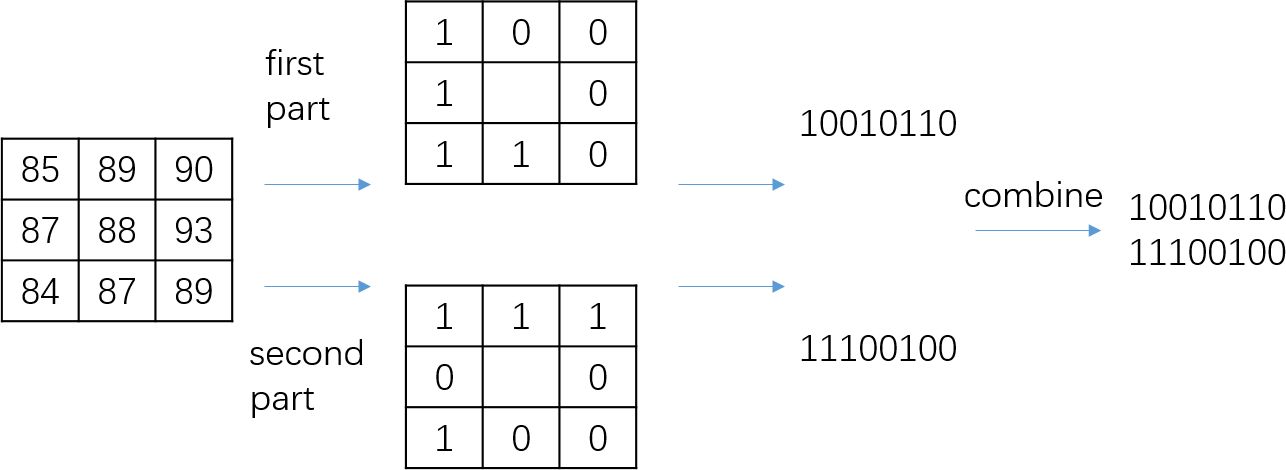 85 89 90
87 88 93
84 87 89
first
part
1 0 0
1 0
1 1 0
10010110
second
part
1 1 1
0 0
1 0 0
11100100
combine
10010110
11100100